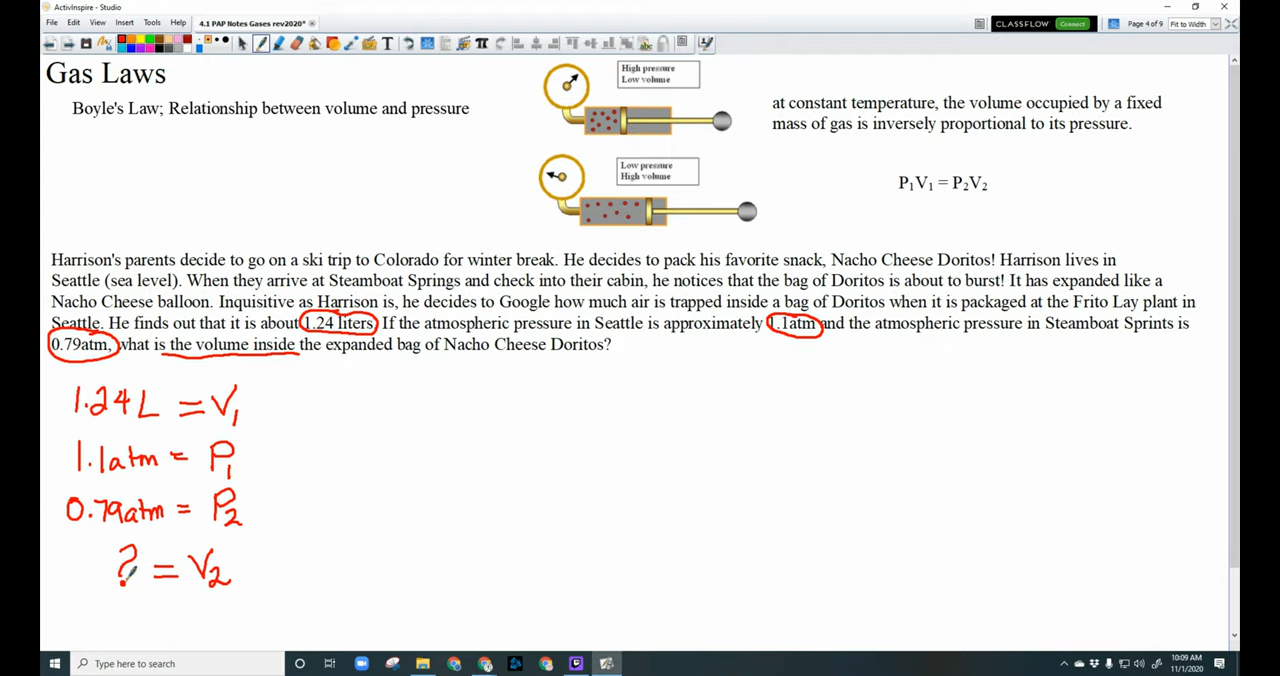 ActivInspire - Studio
File Edit View Insert Tools Help 4.1 PAP Notes Gases rev2020*
CLASSFLOW Connect Page 4 of 9 Fit to Width
Gas Laws
Boyle's Law; Relationship between volume and pressure
High pressure
Low volume
Low pressure
High volume
at constant temperature, the volume occupied by a fixed
mass of gas is inversely proportional to its pressure.
P₁V₁ = P₂V₂
Harrison's parents decide to go on a ski trip to Colorado for winter break. He decides to pack his favorite snack, Nacho Cheese Doritos! Harrison lives in
Seattle (sea level). When they arrive at Steamboat Springs and check into their cabin, he notices that the bag of Doritos is about to burst! It has expanded like a
Nacho Cheese balloon. Inquisitive as Harrison is, he decides to Google how much air is trapped inside a bag of Doritos when it is packaged at the Frito Lay plant in
Seattle. He finds out that it is about 1.24 liters. If the atmospheric pressure in Seattle is approximately 1.1atm and the atmospheric pressure in Steamboat Sprints is
0.79atm, what is the volume inside the expanded bag of Nacho Cheese Doritos?
1.24 L = V₁
1.1atm = P₁
0.79atm = P₂
? = V₂
Type here to search
10:09 AM
11/1/2020